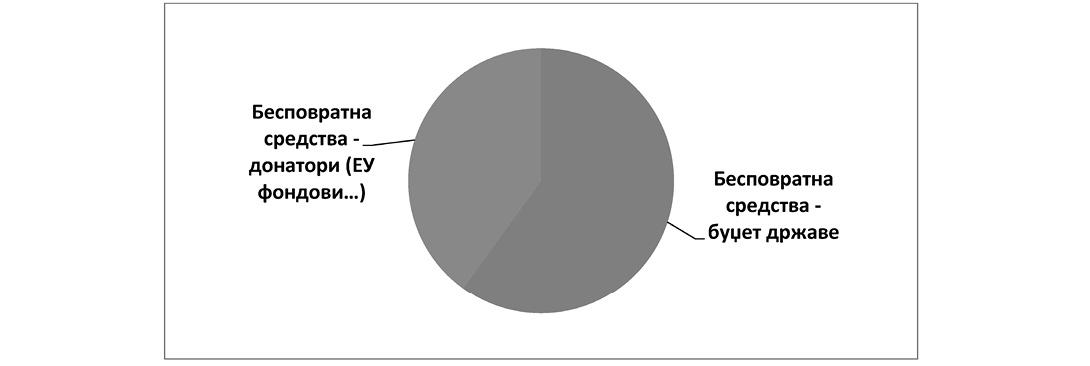 Бесповратна
средства -
донатори (ЕУ
фондови...)
Бесповратна
средства -
буџет државе